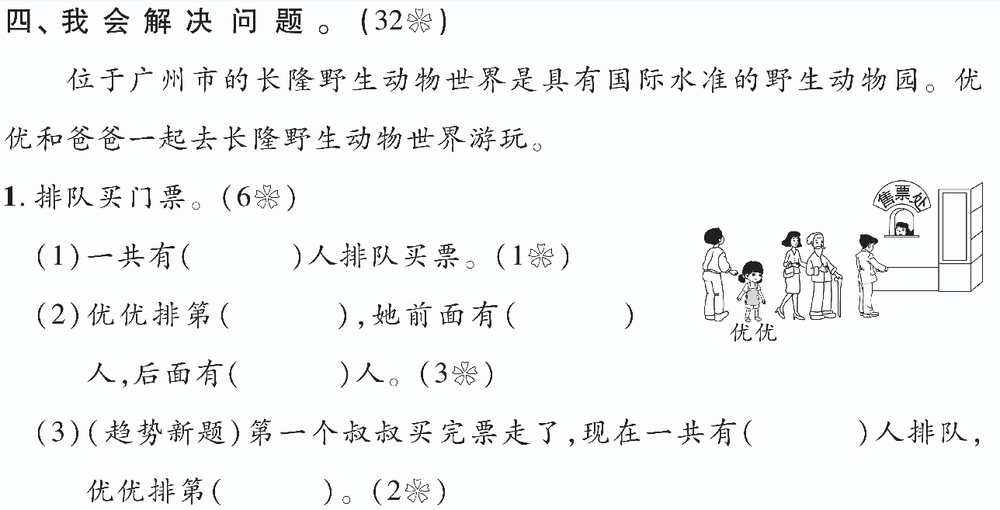 四、我会解决问题。(32❀)
位于广州市的长隆野生动物世界是具有国际水准的野生动物园。优
优和爸爸一起去长隆野生动物世界游玩。
1. 排队买门票。(6❀)
(1)一共有(　　)人排队买票。(1❀)
(2)优优排第(　　),她前面有(　　)
人,后面有(　　)人。(3❀)
(3)(趋势新题)第一个叔叔买完票走了,现在一共有(　　)人排队,
优优排第(　　)。(2❀)
售票处
优优